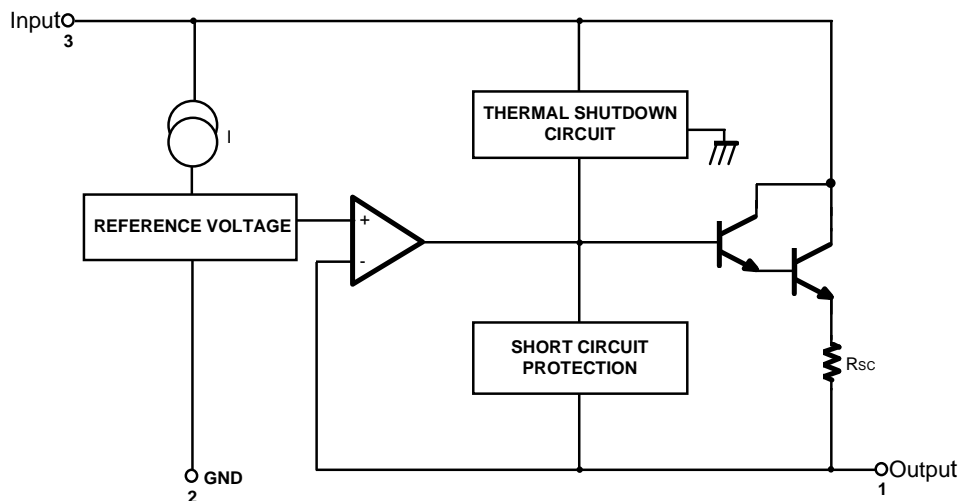 Input
3
THERMAL SHUTDOWN
CIRCUIT
I
REFERENCE VOLTAGE
+
-
SHORT CIRCUIT
PROTECTION
RSC
GND
2
Output
1